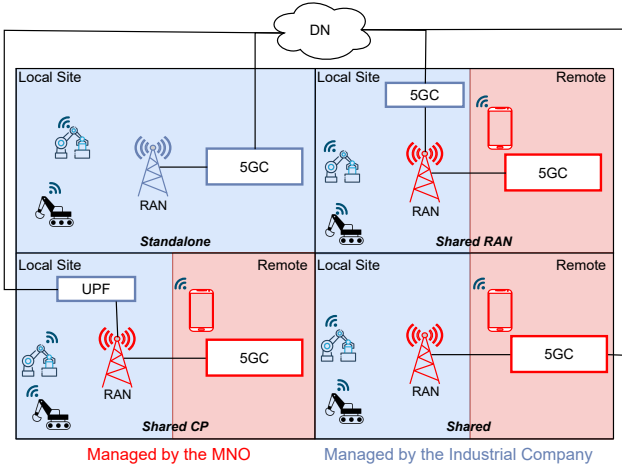 DN
Local Site
5GC
RAN
Standalone
Local Site
Remote
5GC
5GC
RAN
Shared RAN
Local Site
Remote
UPF
5GC
RAN
Shared CP
Local Site
Remote
5GC
RAN
Shared
Managed by the MNO
Managed by the Industrial Company